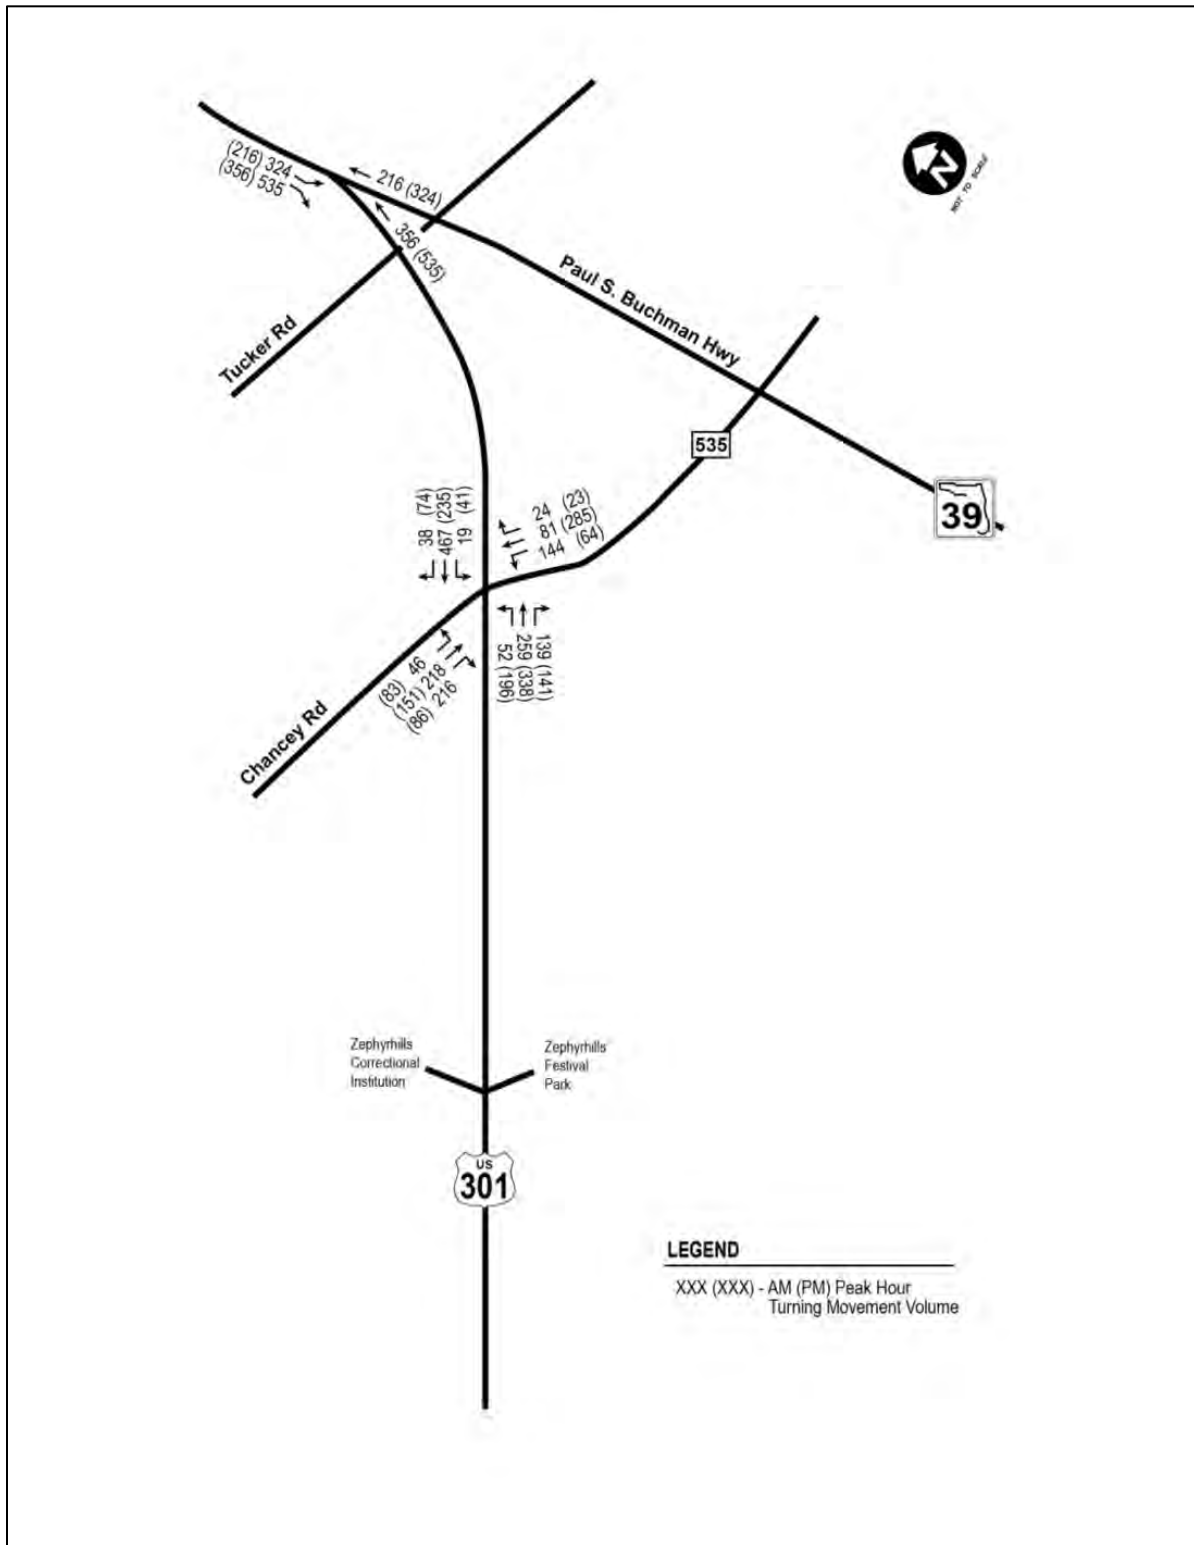 (216) 324
(356) 535
216 (324)
356 (535)
N
NOT TO SCALE
Tucker Rd
Paul S. Buchman Hwy
535
39
38 (74)
467 (235)
19 (41)
24 (23)
81 (285)
144 (64)
(83) 46
(151) 218
(86) 216
52 (196)
259 (338)
139 (141)
Chancey Rd
Zephyrhills
Correctional
Institution
Zephyrhills
Festival
Park
US
301
LEGEND
XXX (XXX) - AM (PM) Peak Hour
Turning Movement Volume